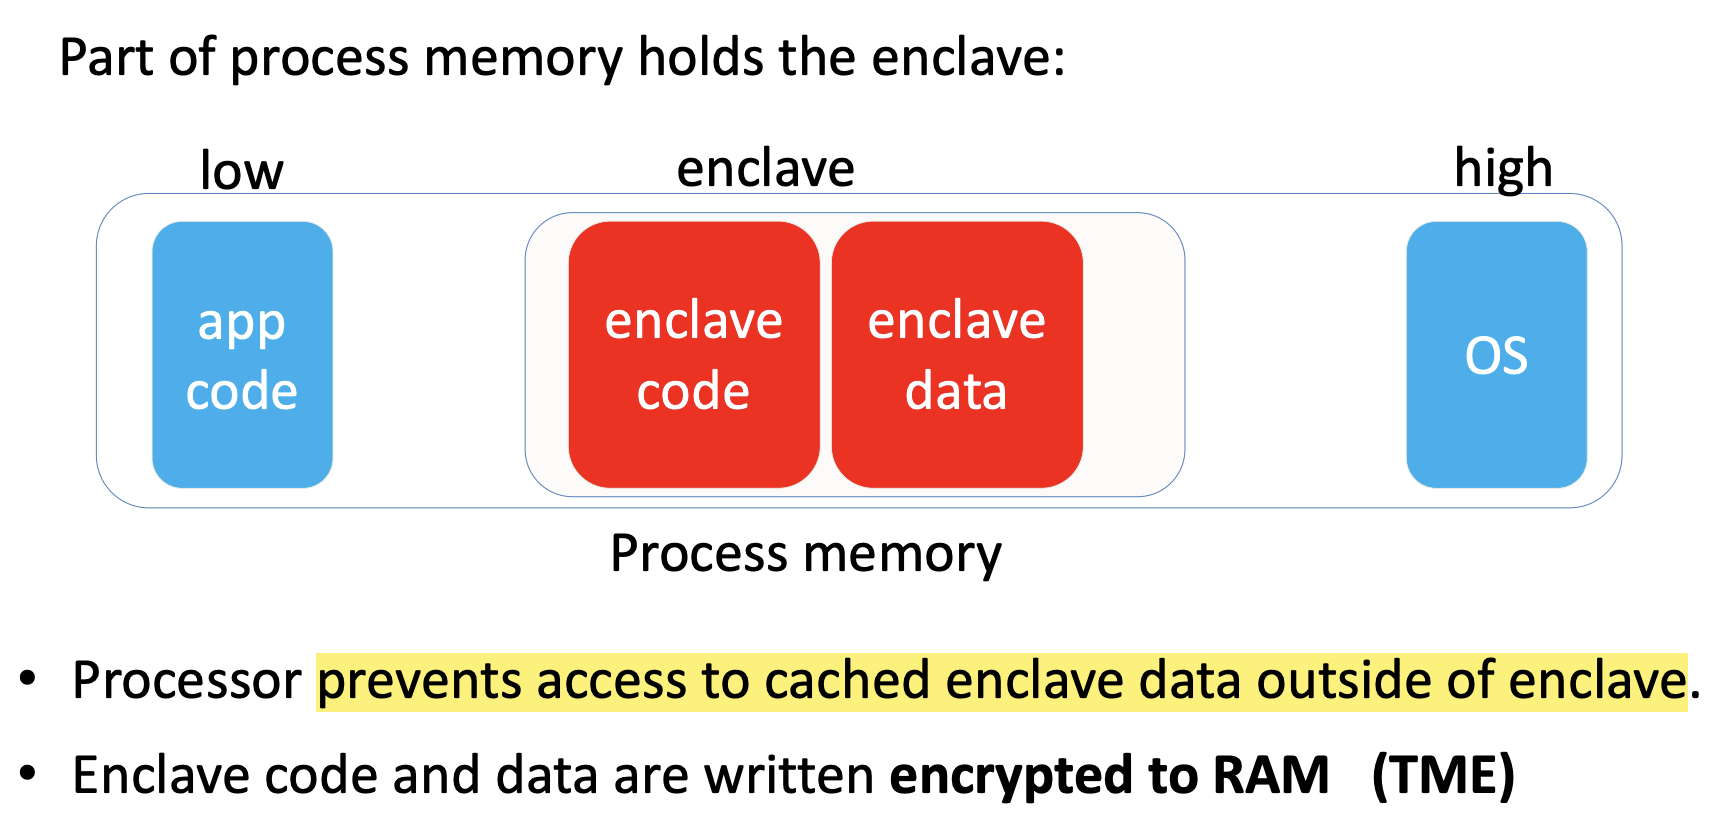 Part of process memory holds the enclave:
low
enclave
high
app
code
enclave
code
enclave
data
OS
Process memory
• Processor prevents access to cached enclave data outside of enclave.
• Enclave code and data are written encrypted to RAM (TME)